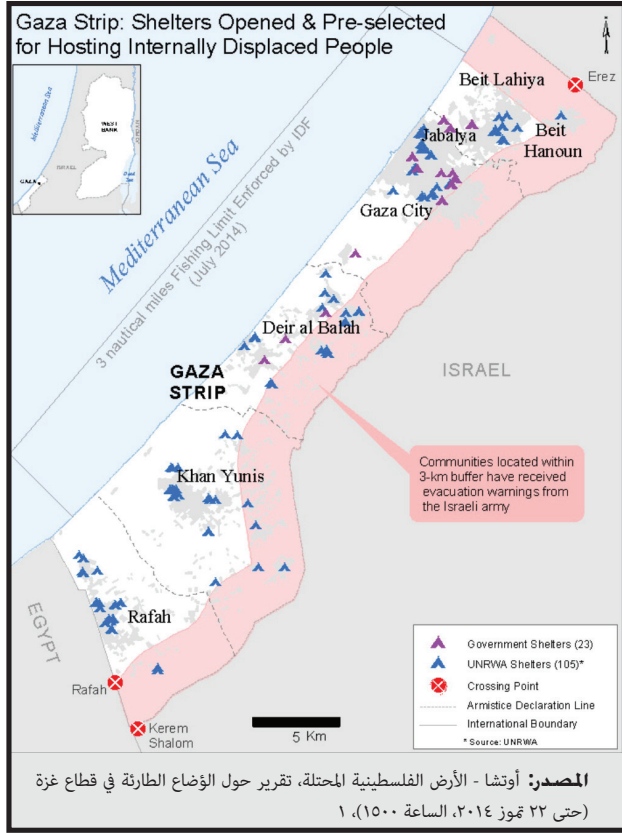 Gaza Strip: Shelters Opened & Pre-selected
for Hosting Internally Displaced People
Mediterranean Sea
WEST
BANK
ISRAEL
GAZA
Erez
Beit Lahiya
Jabalya
Beit
Hanoun
Gaza City
Mediterranean Sea
3 nautical miles Fishing Limit Enforced by IDF
(July 2014)
Deir al Balah
GAZA
STRIP
ISRAEL
Communities located within
3-km buffer have received
evacuation warnings from
the Israeli army
Khan Yunis
Rafah
EGYPT
Rafah
Kerem
Shalom
5 Km
Government Shelters (23)
UNRWA Shelters (105)*
Crossing Point
Armistice Declaration Line
International Boundary
* Source: UNRWA
المصدر: أوتشا - الأرض الفلسطينية المحتلة، تقرير حول الؤضاع الطارئة في قطاع غزة
(حتى ٢٢ تموز ٢٠١٤، الساعة ١٥٠٠)، ١